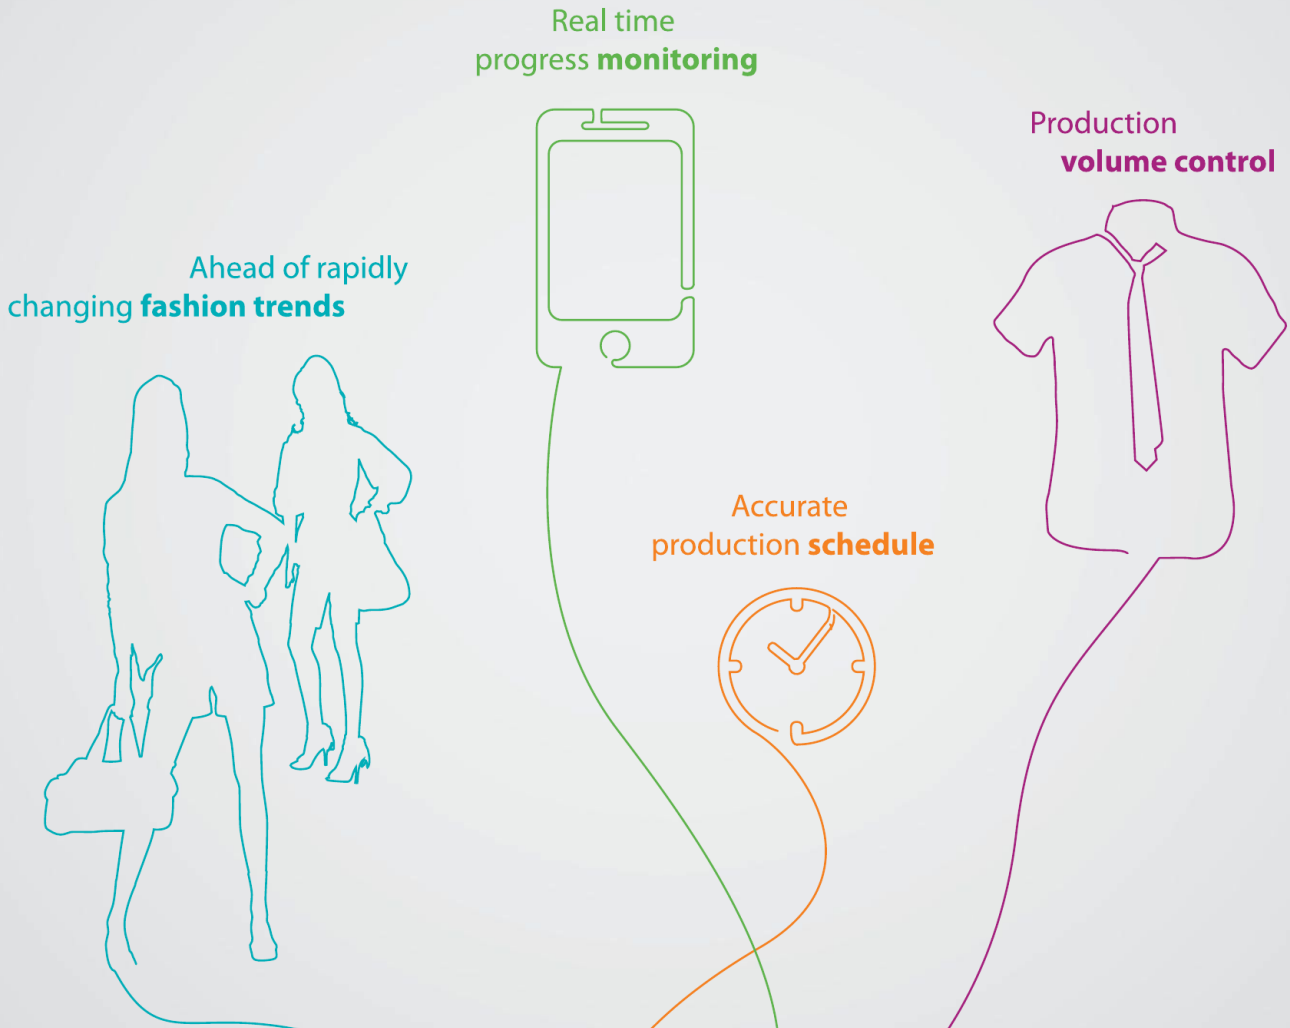 Real time
progress monitoring
Production
volume control
Ahead of rapidly
changing fashion trends
Accurate
production schedule